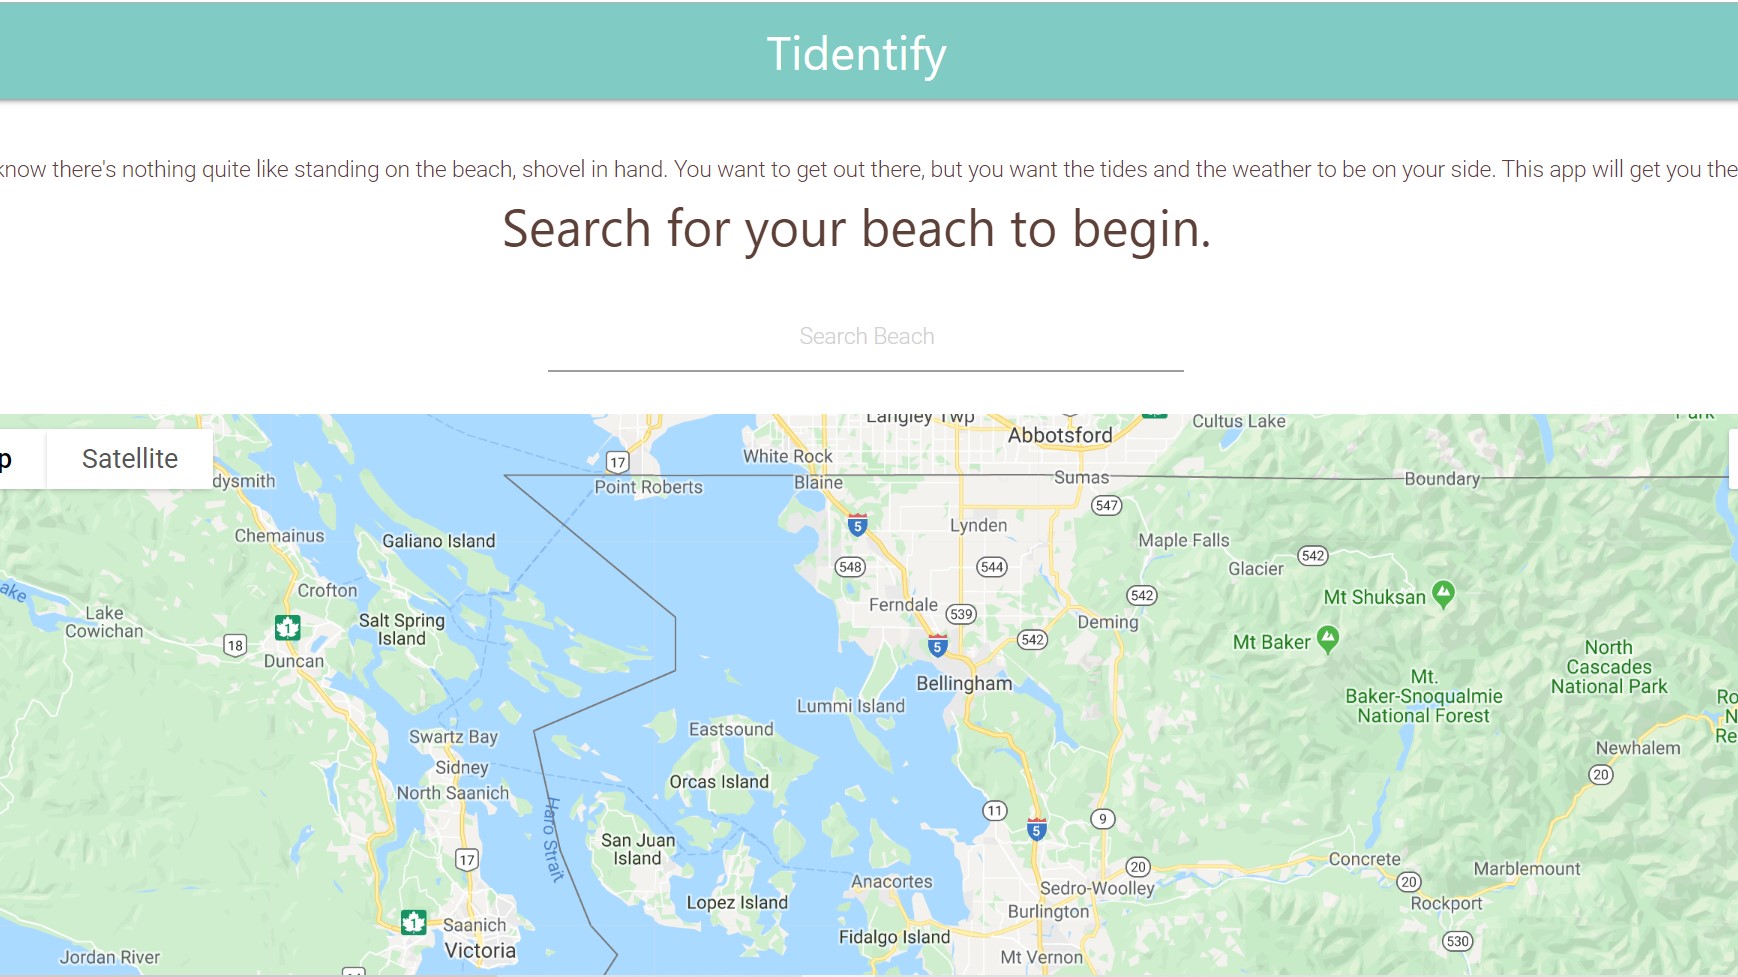 Tidentify
know there's nothing quite like standing on the beach, shovel in hand. You want to get out there, but you want the tides and the weather to be on your side. This app will get you the
Search for your beach to begin.
Search Beach
Langley Twp
Park
Cultus Lake
Abbotsford
p
Satellite
White Rock
17
dysmith
Point Roberts
Blaine
Sumas
Boundary
547
5
Lynden
Chemainus
Galiano Island
Maple Falls
542
548
544
Glacier
ake
Crofton
542
Mt Shuksan
Lake
Cowichan
Ferndale
539
Salt Spring
Island
1
Deming
18
5
542
Mt Baker
Duncan
North
Cascades
National Park
Bellingham
Mt.
Baker-Snoqualmie
National Forest
Ro
N
Re
Lummi Island
Eastsound
Swartz Bay
Newhalem
Sidney
20
Orcas Island
North Saanich
Haro Strait
11
9
5
San Juan
Island
17
20
Concrete
Marblemount
Anacortes
Sedro-Woolley
20
Lopez Island
Burlington
Rockport
1
Saanich
Fidalgo Island
530
Victoria
Jordan River
Mt Vernon